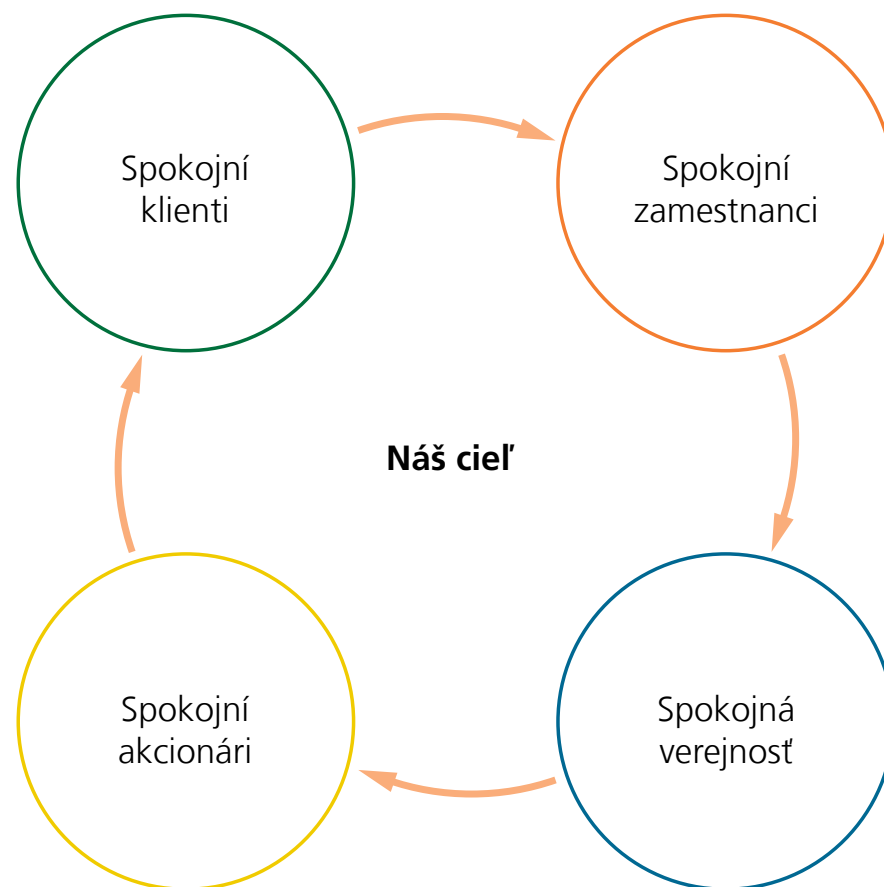 Spokojní
klienti
Spokojní
zamestnanci
Náš cieľ
Spokojní
akcionári
Spokojná
verejnosť